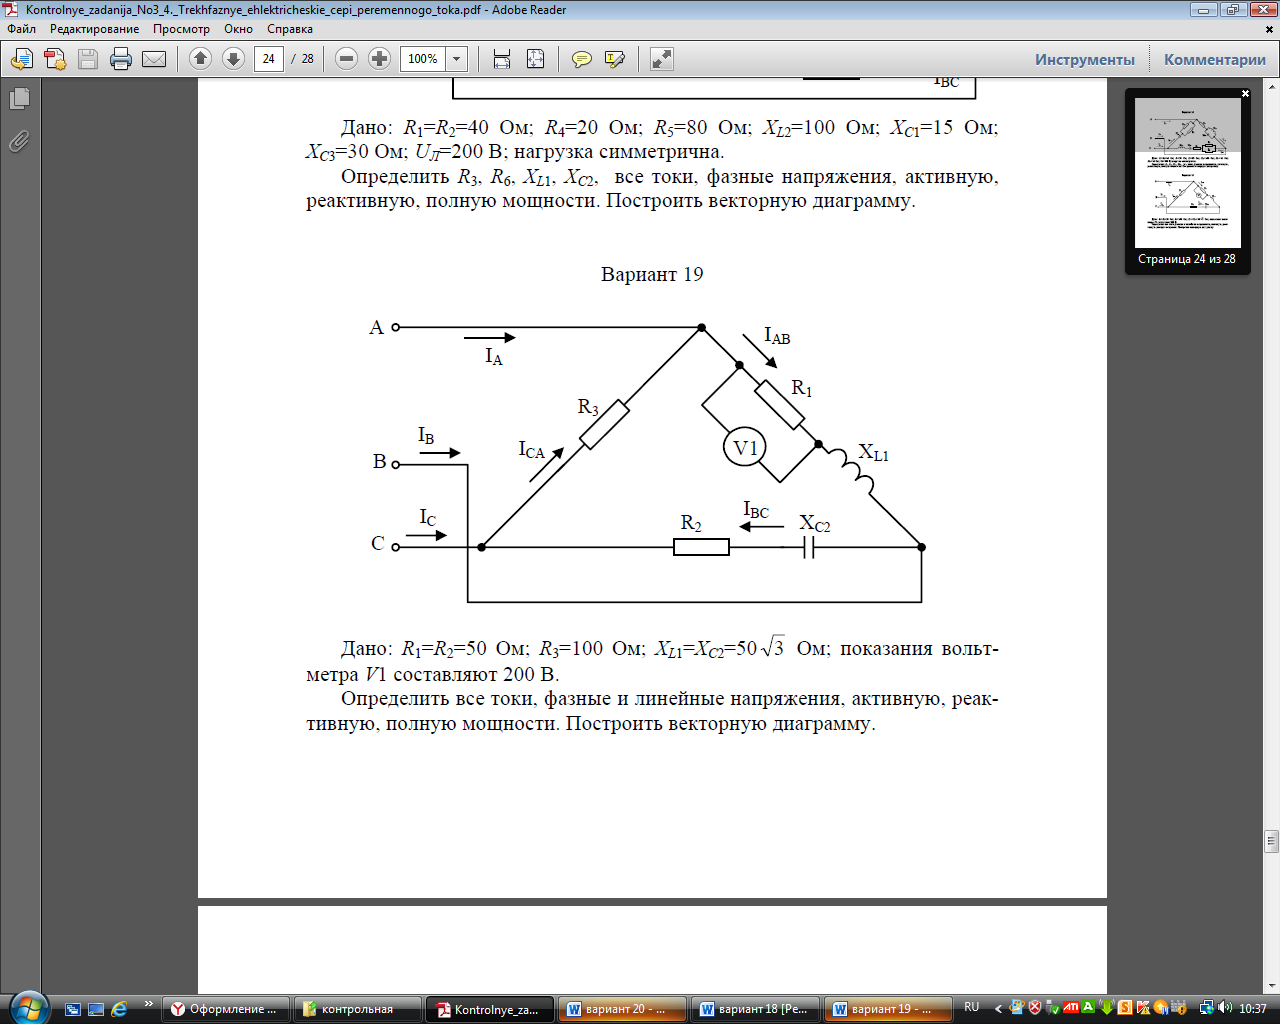 Kontrolnye_zadanija_No3_4._Trekhfaznye_ehlektricheskie_cepi_peremennogo_toka.pdf - Adobe Reader
Файл Редактирование Просмотр Окно Справка
24 / 28 100% Инструменты Комментарии
I_BC
Дано: R1=R2=40 Ом; R4=20 Ом; R5=80 Ом; XL2=100 Ом; XC1=15 Ом;
XC3=30 Ом; UЛ=200 В; нагрузка симметрична.
Определить R3, R6, XL1, XC2, все токи, фазные напряжения, активную,
реактивную, полную мощности. Построить векторную диаграмму.
Страница 24 из 28
Вариант 19
A
IA
IAB
R1
R3
IB
ICA
V1
XL1
B
IC
IBC
R2
XC2
C
Дано: R1=R2=50 Ом; R3=100 Ом; XL1=XC2=50√3 Ом; показания вольт-
метра V1 составляют 200 В.
Определить все токи, фазные и линейные напряжения, активную, реак-
тивную, полную мощности. Построить векторную диаграмму.
» Оформление ... контрольная Kontrolnye_za... вариант 20 - ... вариант 18 [Ре... вариант 19 - ... RU 10:37